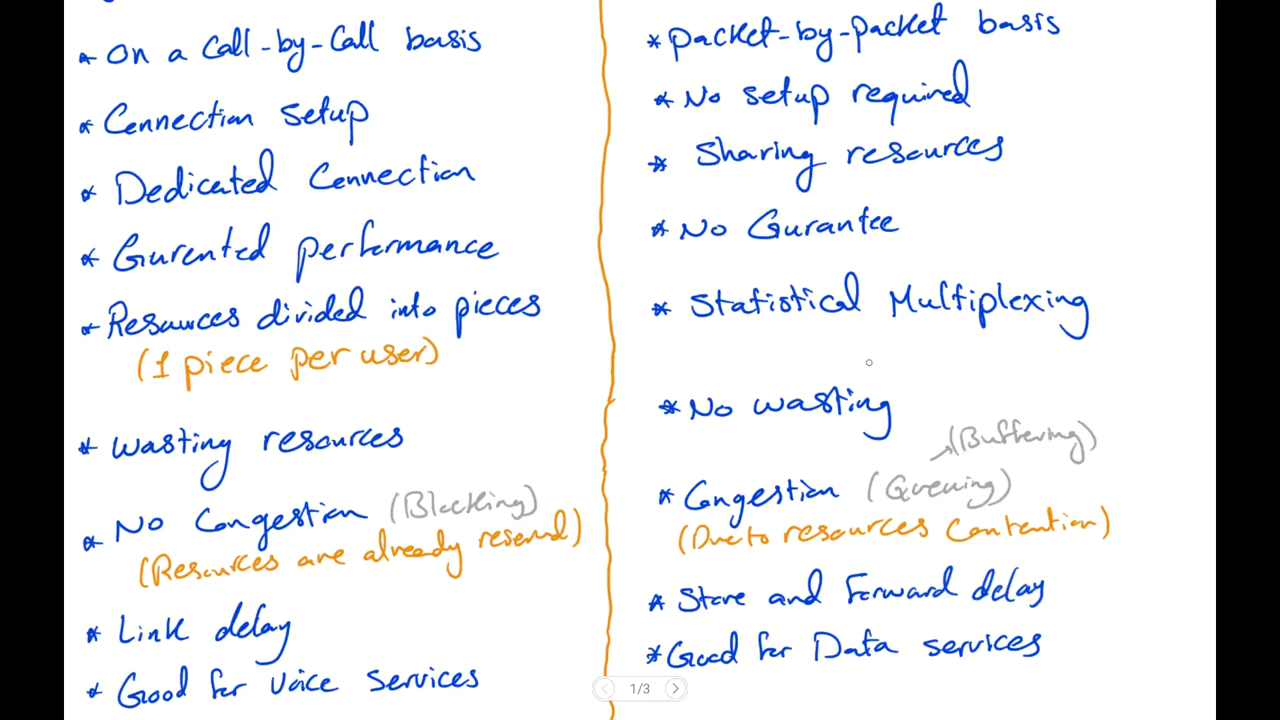 * On a Call-by-Call basis
* Connection setup
* Dedicated Connection
* Gurented performance
* Resources divided into pieces
(1 piece per user)
* Wasting resources
* No Congestion (Blocking)
(Resources are already reserved)
* Link delay
* Good for Voice services
* packet-by-packet basis
* No setup required
* Sharing resources
* No Gurantee
* Statistical Multiplexing
* No wasting
(Buffering)
* Congestion (Queuing)
(Due to resources Contention)
* Store and Forward delay
* Good for Data services
1/3